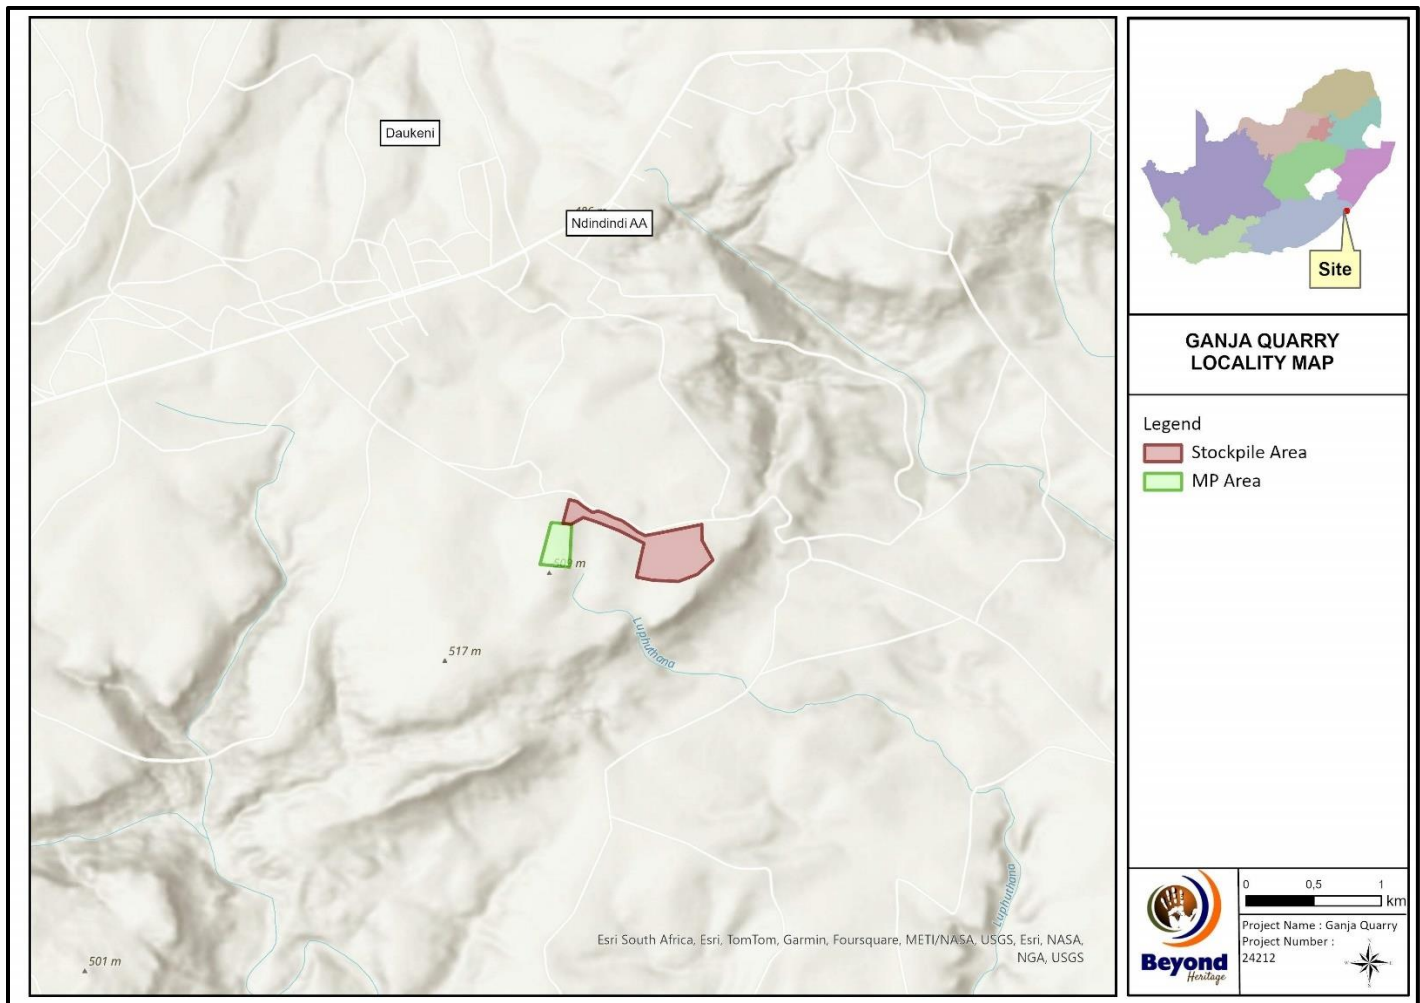 Daukeni
Ndindindi AA
517 m
Luphuthana
Luphuthana
501 m
Esri South Africa, Esri, TomTom, Garmin, Foursquare, METI/NASA, USGS, Esri, NASA,
NGA, USGS
Site
GANJA QUARRY
LOCALITY MAP
Legend
Stockpile Area
MP Area
Beyond
Heritage
0 0,5 1
km
Project Name : Ganja Quarry
Project Number :
24212